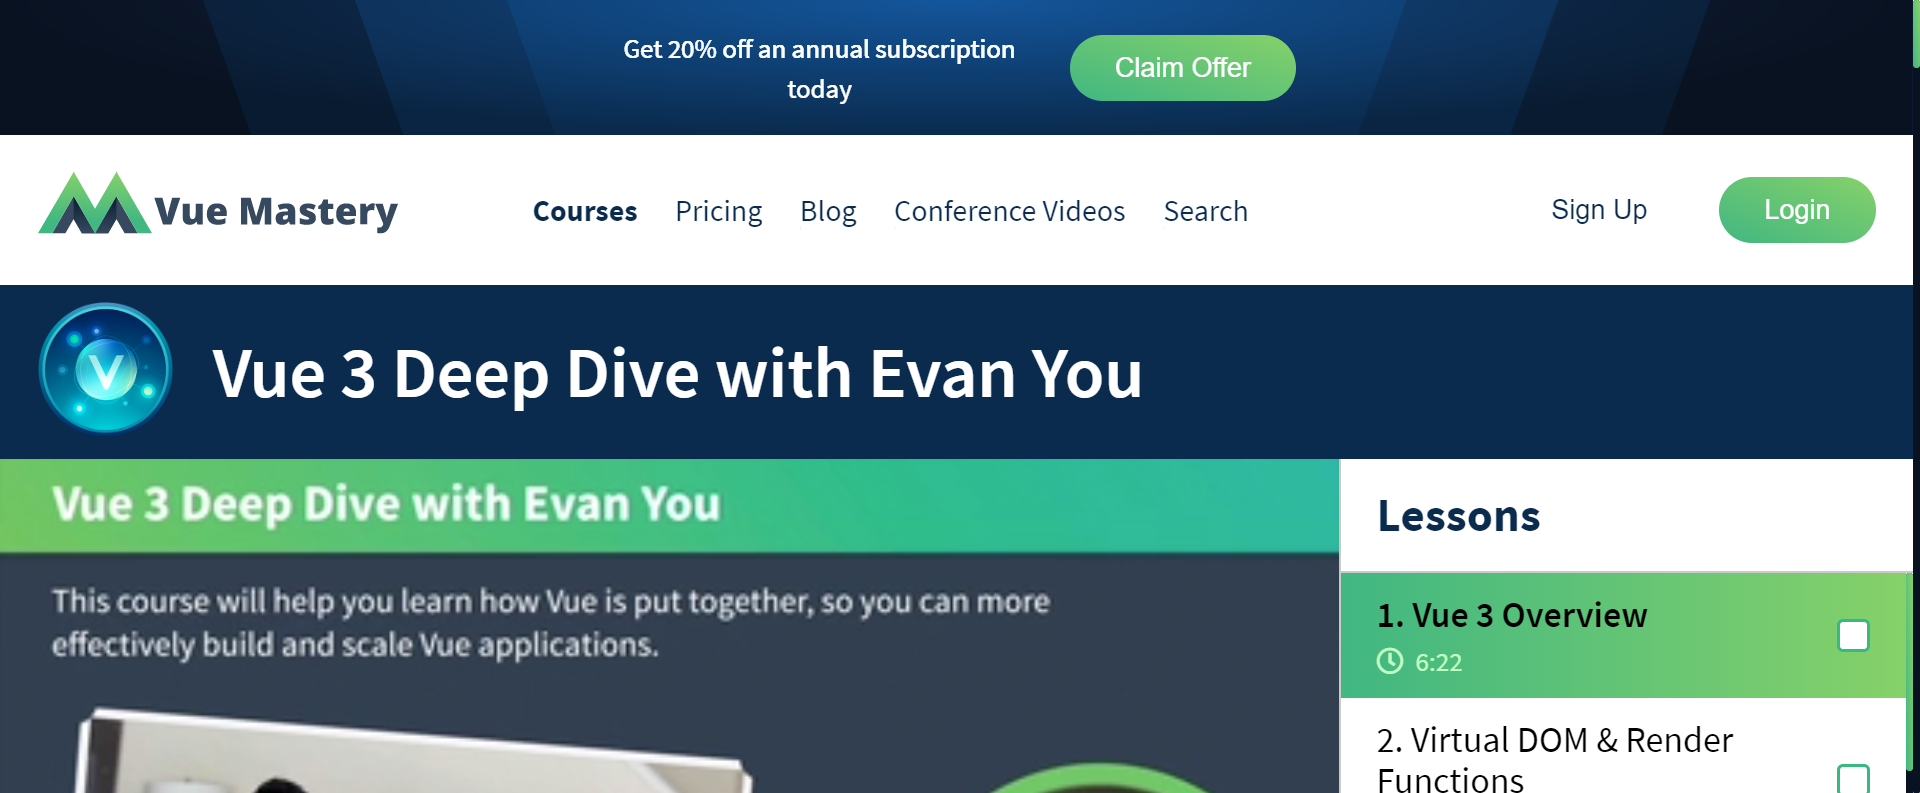 Get 20% off an annual subscription
today
Claim Offer
Vue Mastery
Courses
Pricing
Blog
Conference Videos
Search
Sign Up
Login
Vue 3 Deep Dive with Evan You
Vue 3 Deep Dive with Evan You
This course will help you learn how Vue is put together, so you can more
effectively build and scale Vue applications.
Lessons
1. Vue 3 Overview
6:22
2. Virtual DOM & Render
Functions